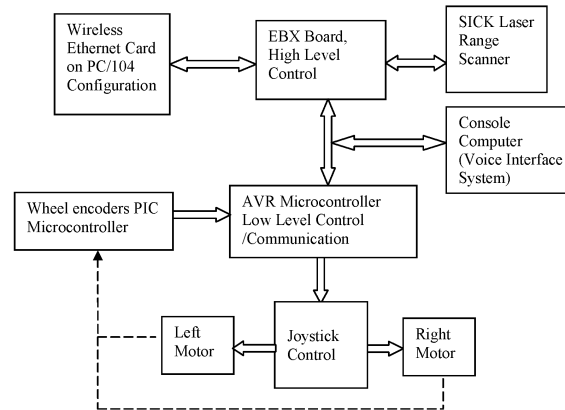 Wireless
Ethernet Card
on PC/104
Configuration
EBX Board,
High Level
Control
SICK Laser
Range
Scanner
Console
Computer
(Voice Interface
System)
Wheel encoders PIC
Microcontroller
AVR Microcontroller
Low Level Control
/Communication
Left
Motor
Joystick
Control
Right
Motor